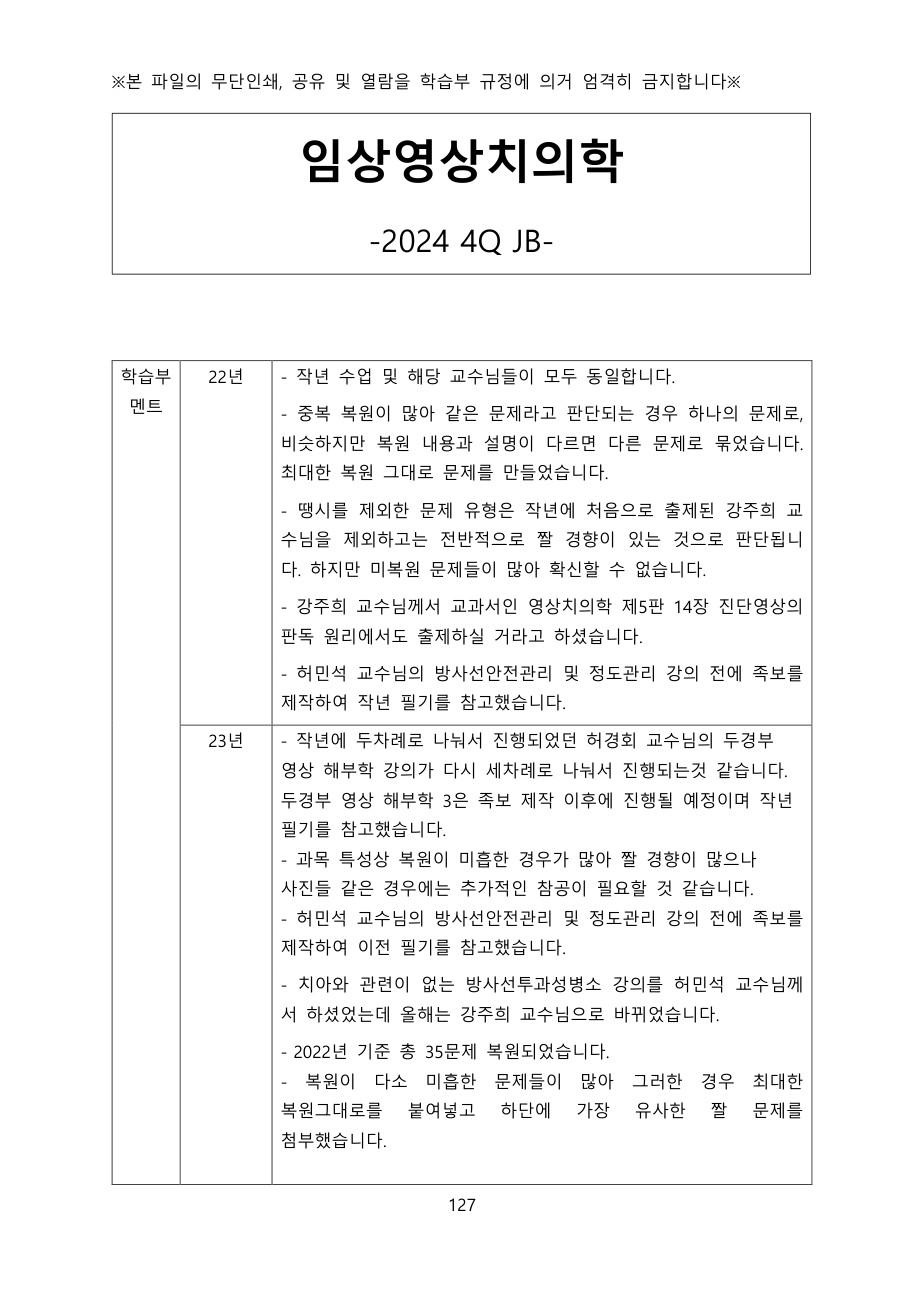 ※본 파일의 무단인쇄, 공유 및 열람을 학습부 규정에 의거 엄격히 금지합니다※
임상영상치의학
-2024 4Q JB-
학습부
멘트
22년
- 작년 수업 및 해당 교수님들이 모두 동일합니다.
- 중복 복원이 많아 같은 문제라고 판단되는 경우 하나의 문제로,
비슷하지만 복원 내용과 설명이 다르면 다른 문제로 묶었습니다.
최대한 복원 그대로 문제를 만들었습니다.
- 땡시를 제외한 문제 유형은 작년에 처음으로 출제된 강주희 교
수님을 제외하고는 전반적으로 짤 경향이 있는 것으로 판단됩니
다. 하지만 미복원 문제들이 많아 확신할 수 없습니다.
- 강주희 교수님께서 교과서인 영상치의학 제5판 14장 진단영상의
판독 원리에서도 출제하실 거라고 하셨습니다.
- 허민석 교수님의 방사선안전관리 및 정도관리 강의 전에 족보를
제작하여 작년 필기를 참고했습니다.
23년
- 작년에 두차례로 나눠서 진행되었던 허경회 교수님의 두경부
영상 해부학 강의가 다시 세차례로 나눠서 진행되는것 같습니다.
두경부 영상 해부학 3은 족보 제작 이후에 진행될 예정이며 작년
필기를 참고했습니다.
- 과목 특성상 복원이 미흡한 경우가 많아 짤 경향이 많으나
사진들 같은 경우에는 추가적인 참공이 필요할 것 같습니다.
- 허민석 교수님의 방사선안전관리 및 정도관리 강의 전에 족보를
제작하여 이전 필기를 참고했습니다.
- 치아와 관련이 없는 방사선투과성병소 강의를 허민석 교수님께
서 하셨었는데 올해는 강주희 교수님으로 바뀌었습니다.
- 2022년 기준 총 35문제 복원되었습니다.
- 복원이 다소 미흡한 문제들이 많아 그러한 경우 최대한
복원그대로를 붙여넣고 하단에 가장 유사한 짤 문제를
첨부했습니다.
127